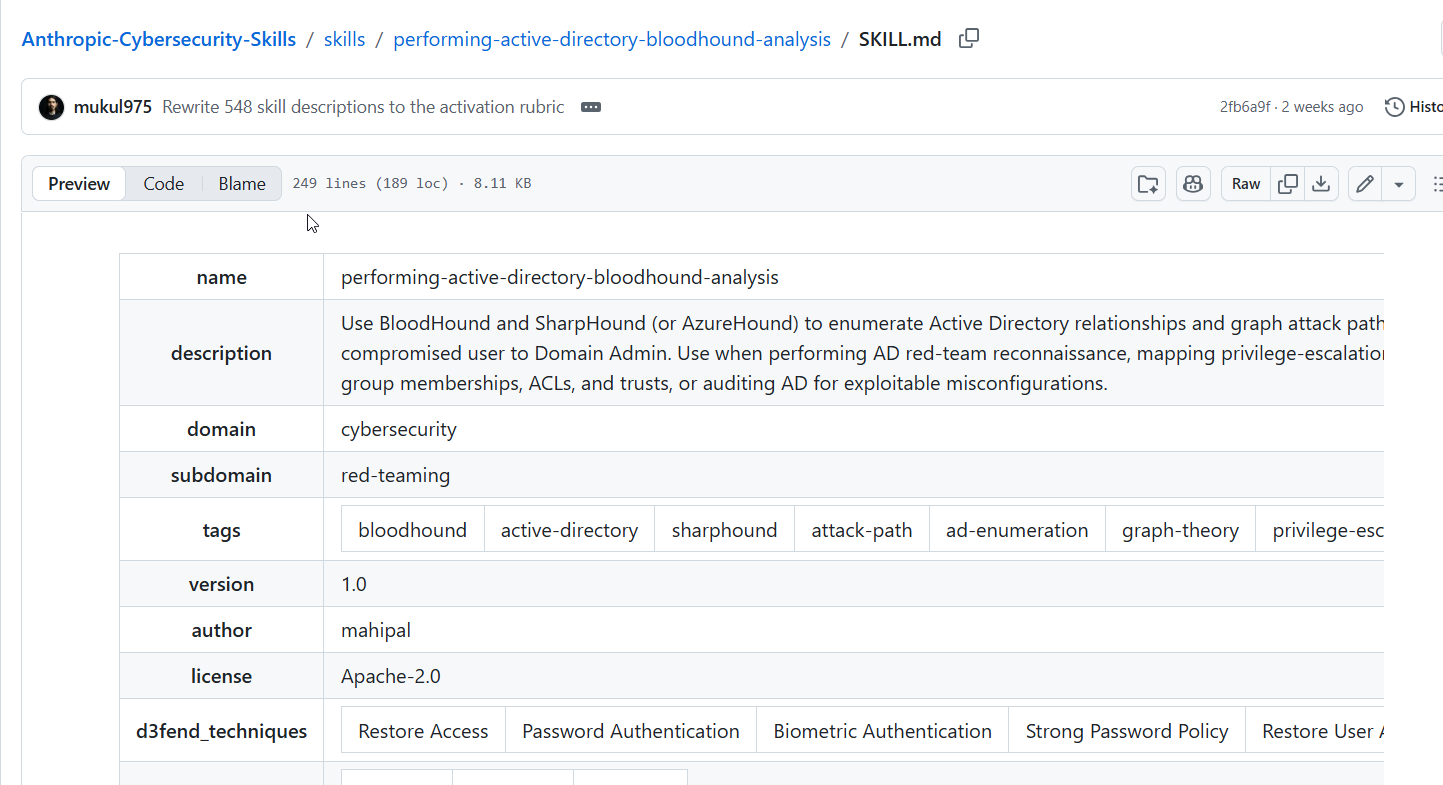 Anthropic-Cybersecurity-Skills / skills / performing-active-directory-bloodhound-analysis / SKILL.md
mukul975 Rewrite 548 skill descriptions to the activation rubric 2fb6a9f · 2 weeks ago Histo
Preview Code Blame 249 lines (189 loc) · 8.11 KB Raw
name performing-active-directory-bloodhound-analysis
description Use BloodHound and SharpHound (or AzureHound) to enumerate Active Directory relationships and graph attack path
compromised user to Domain Admin. Use when performing AD red-team reconnaissance, mapping privilege-escalation
group memberships, ACLs, and trusts, or auditing AD for exploitable misconfigurations.
domain cybersecurity
subdomain red-teaming
tags bloodhound active-directory sharphound attack-path ad-enumeration graph-theory privilege-esc
version 1.0
author mahipal
license Apache-2.0
d3fend_techniques Restore Access Password Authentication Biometric Authentication Strong Password Policy Restore User A